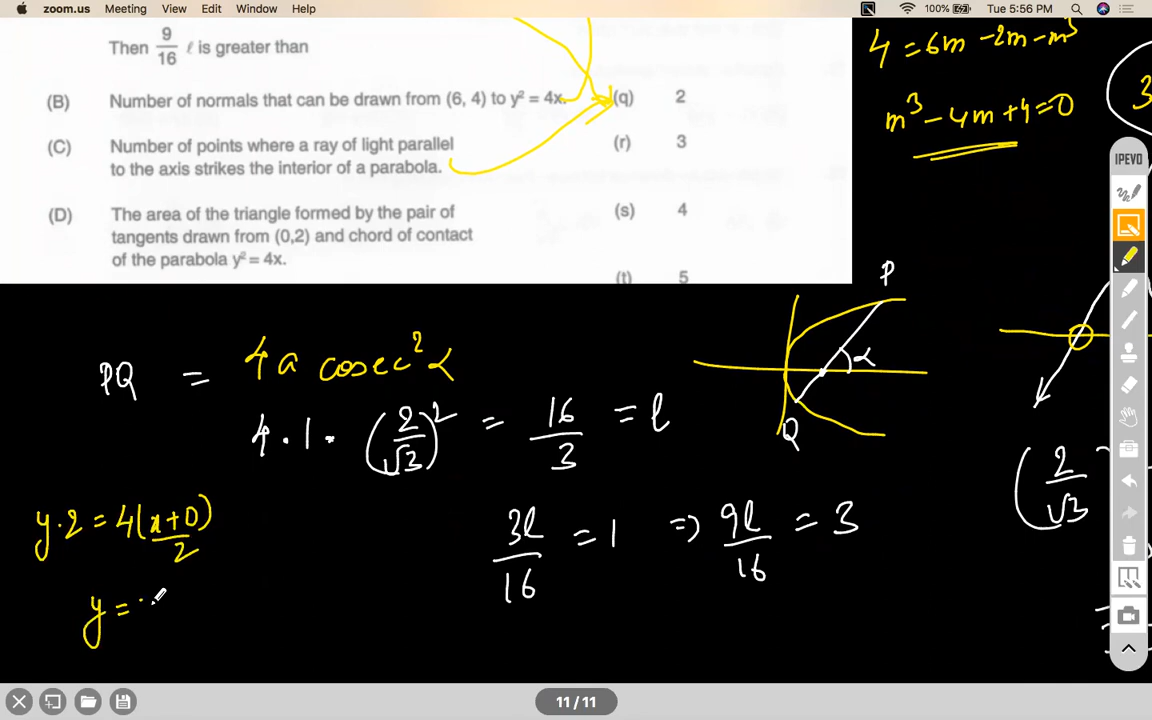 zoom.us Meeting View Edit Window Help 100% Tue 5:56 PM
Then 9/16 ℓ is greater than
(B) Number of normals that can be drawn from (6, 4) to y² = 4x.
(q) 2
(C) Number of points where a ray of light parallel
to the axis strikes the interior of a parabola.
(r) 3
(D) The area of the triangle formed by the pair of
tangents drawn from (0,2) and chord of contact
of the parabola y² = 4x.
(s) 4
(t) 5
4 = 6m - 2m - m³
m³ - 4m + 4 = 0
3
IPEVO
P
α
Q
PQ = 4a cosec²α
4 · 1 · (2/√3)² = 16/3 = l
(2/√3
y·2 = 4(x+0)/2
3l/16 = 1 ⇒ 9l/16 = 3
y =
11 / 11